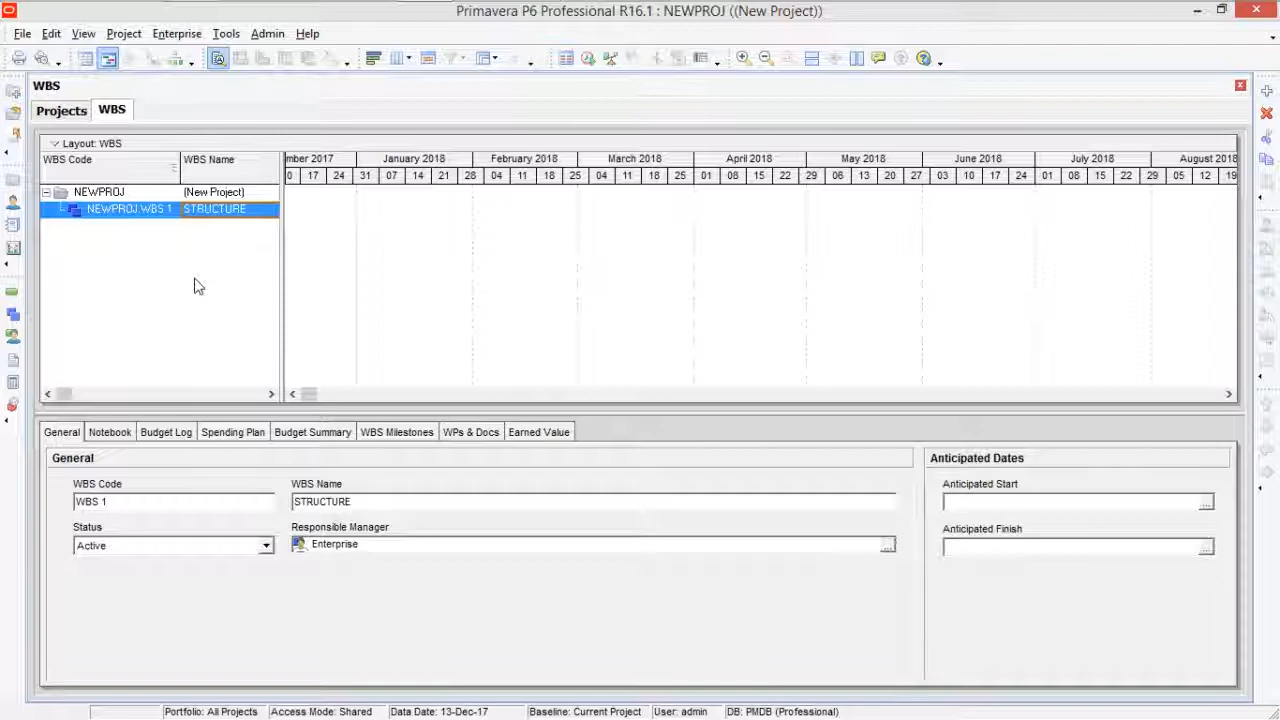 Primavera P6 Professional R16.1 : NEWPROJ ((New Project))
File Edit View Project Enterprise Tools Admin Help
WBS
Projects WBS
Layout: WBS
WBS Code WBS Name
mber 2017 January 2018 February 2018 March 2018 April 2018 May 2018 June 2018 July 2018 August 2018
0 17 24 31 07 14 21 28 04 11 18 25 04 11 18 25 01 08 15 22 29 06 13 20 27 03 10 17 24 01 08 15 22 29 05 12 19
NEWPROJ (New Project)
NEWPROJ.WBS 1 STRUCTURE
General Notebook Budget Log Spending Plan Budget Summary WBS Milestones WPs & Docs Earned Value
General Anticipated Dates
WBS Code WBS Name Anticipated Start
WBS 1 STRUCTURE
Status Responsible Manager Anticipated Finish
Active Enterprise
Portfolio: All Projects Access Mode: Shared Data Date: 13-Dec-17 Baseline: Current Project User: admin DB: PMDB (Professional)